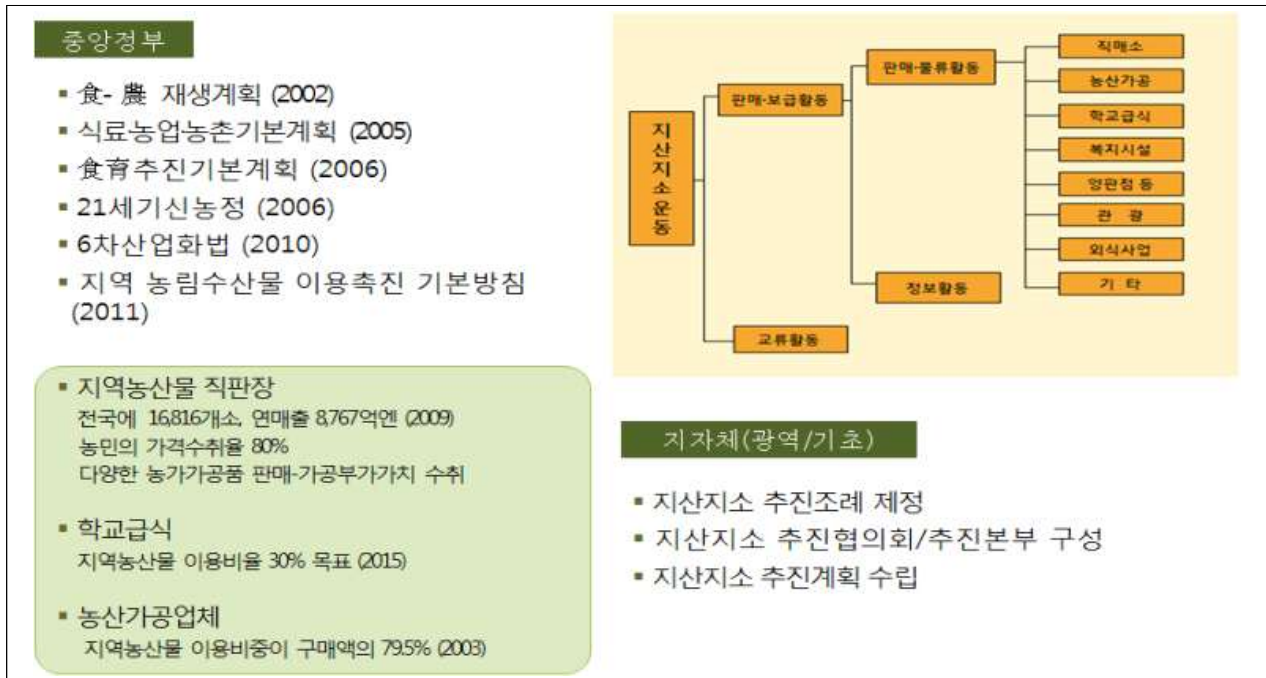 중앙정부
▪ 食- 農 재생계획 (2002)
▪ 식료농업농촌기본계획 (2005)
▪ 食育추진기본계획 (2006)
▪ 21세기신농정 (2006)
▪ 6차산업화법 (2010)
▪ 지역 농림수산물 이용촉진 기본방침
(2011)
▪ 지역농산물 직판장
전국에 16,816개소, 연매출 8,767억엔 (2009)
농민의 가격수취율 80%
다양한 농가가공품 판매-가공부가가치 수취
▪ 학교급식
지역농산물 이용비율 30% 목표 (2015)
▪ 농산가공업체
지역농산물 이용비중이 구매액의 79.5% (2003)
지산지소운동
판매-보급활동
교류활동
판매-물류활동
정보활동
직매소
농산가공
학교급식
복지시설
양판점 등
관 광
외식사업
기 타
지자체(광역/기초)
▪ 지산지소 추진조례 제정
▪ 지산지소 추진협의회/추진본부 구성
▪ 지산지소 추진계획 수립